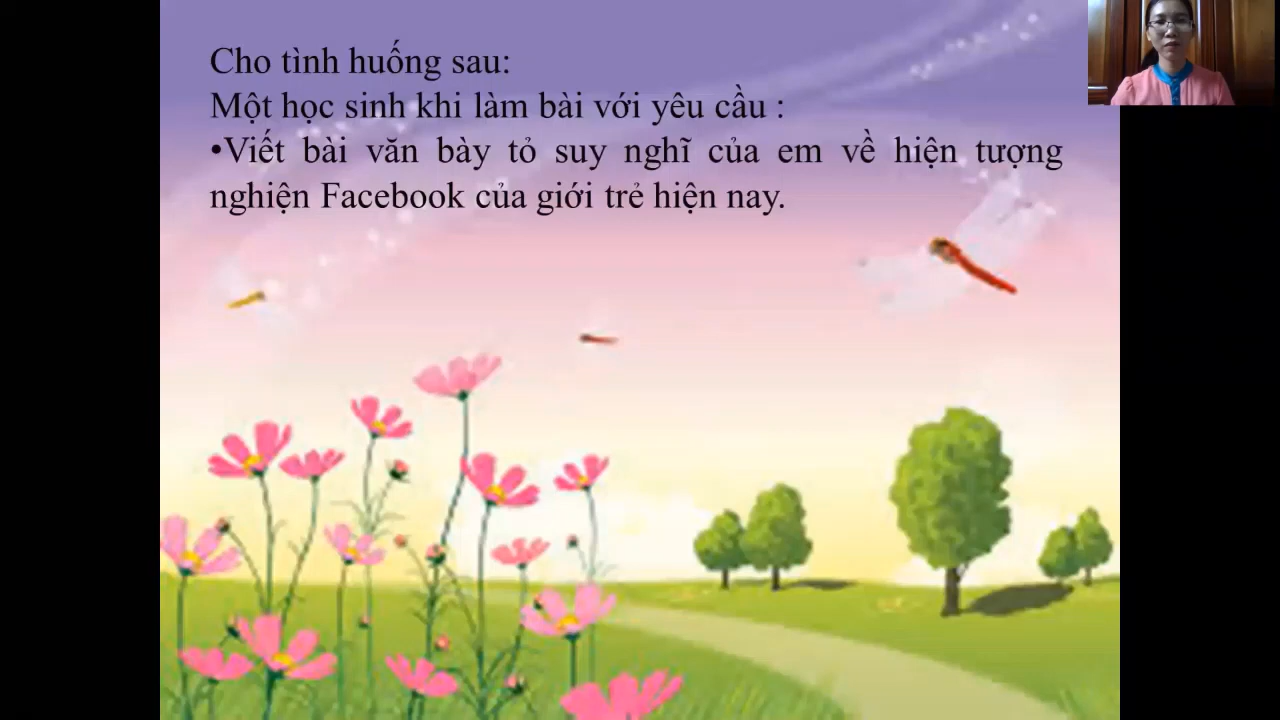 Cho tình huống sau:
Một học sinh khi làm bài với yêu cầu :
•Viết bài văn bày tỏ suy nghĩ của em về hiện tượng
nghiện Facebook của giới trẻ hiện nay.